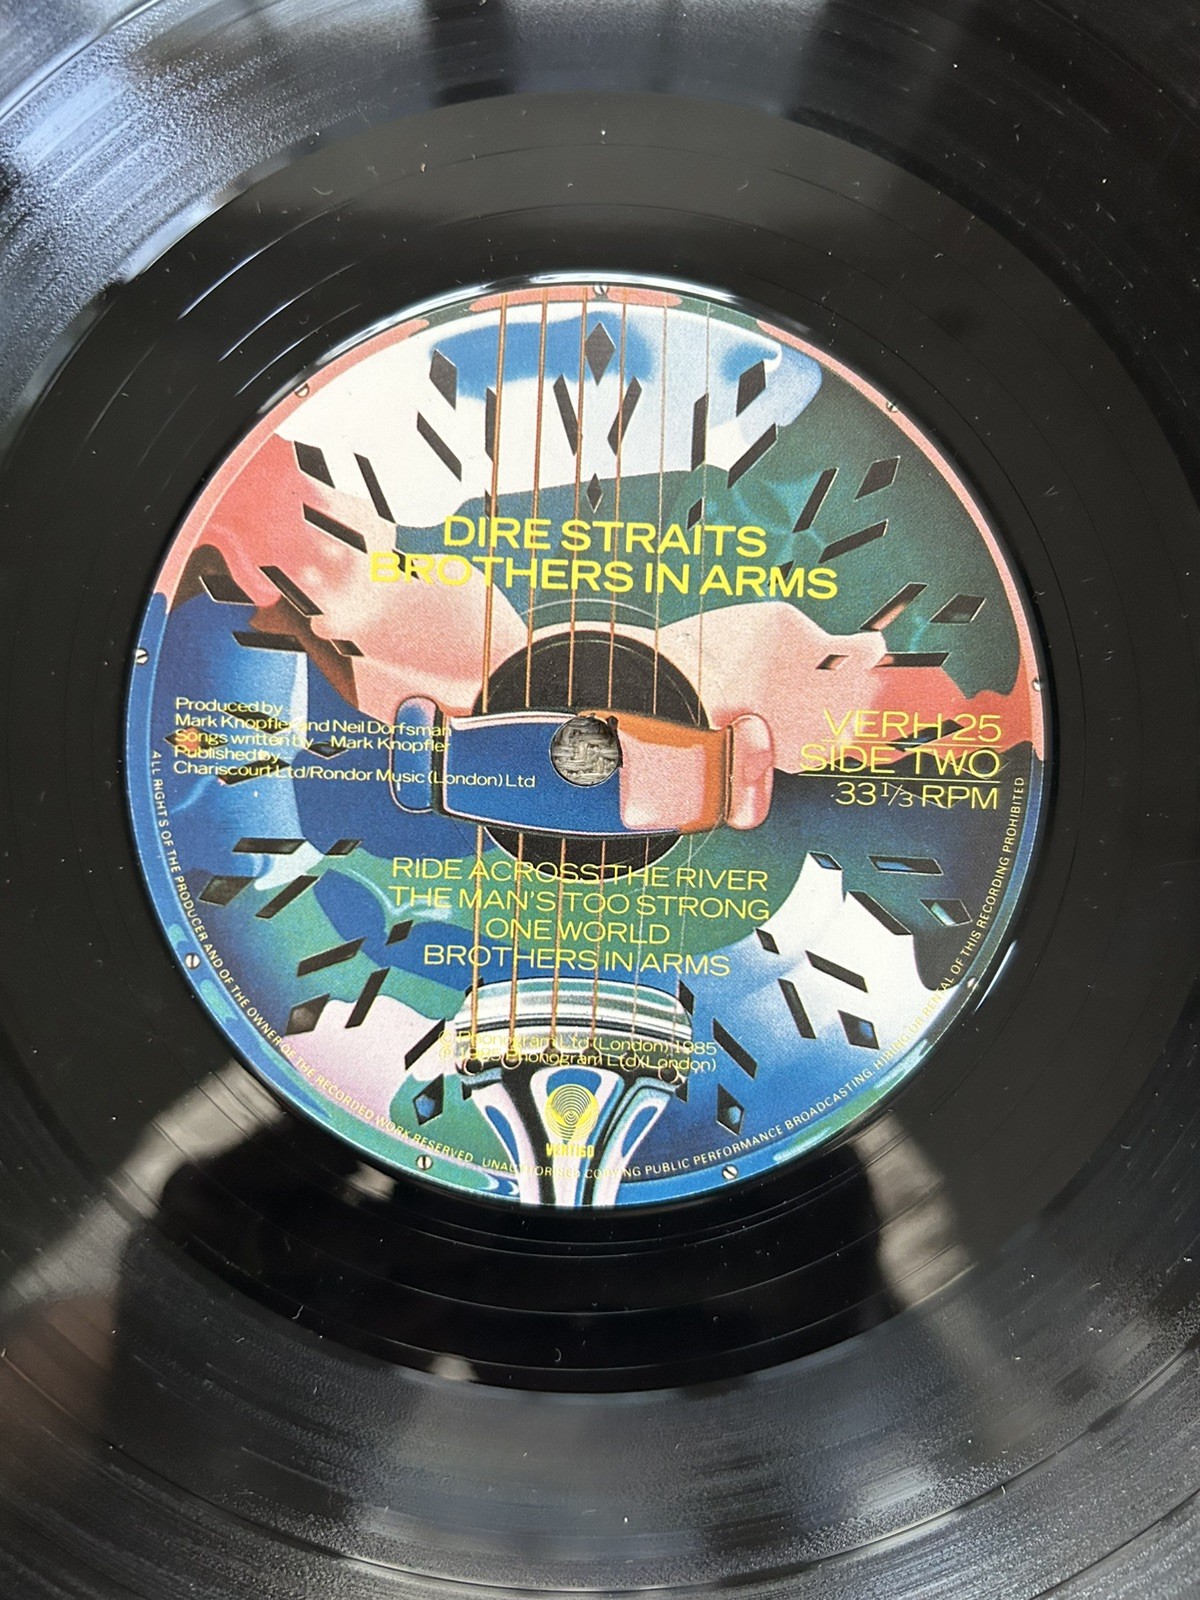 DIRE STRAITS
BROTHERS IN ARMS
Produced by -
Mark Knopfler and Neil Dorfsman
Songs written by - Mark Knopfler
Published by -
Chariscourt Ltd/Rondor Music (London) Ltd
VERH 25
SIDE TWO
33 1/3 RPM
RIDE ACROSS THE RIVER
THE MAN'S TOO STRONG
ONE WORLD
BROTHERS IN ARMS
© Phonogram Ltd (London) 1985
℗ 1985 Phonogram Ltd (London)
VERTIGO
ALL RIGHTS OF THE PRODUCER AND OF THE OWNER OF THE RECORDED WORK RESERVED. UNAUTHORISED COPYING PUBLIC PERFORMANCE BROADCASTING, HIRING OR RENTAL OF THIS RECORDING PROHIBITED